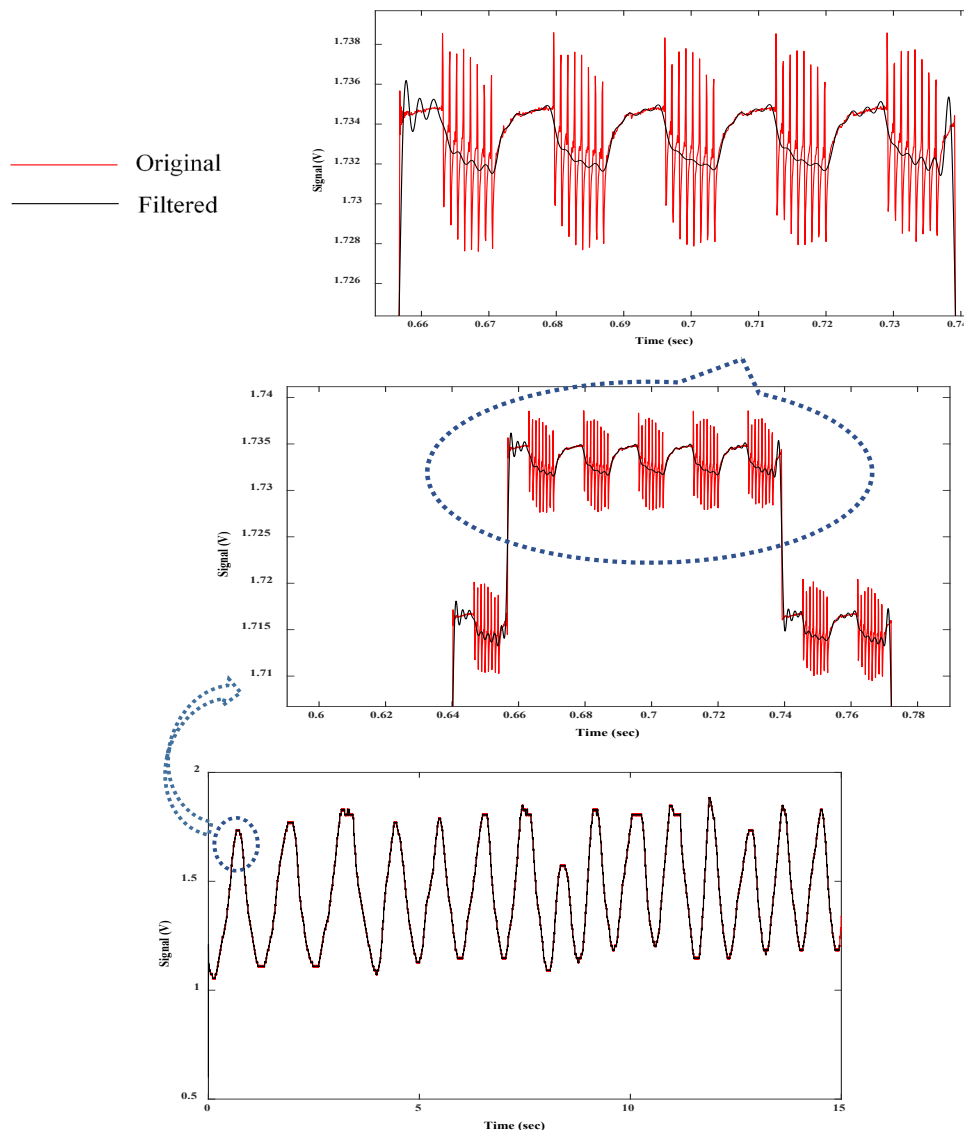 1.738
1.736
1.734
1.732
1.73
1.728
1.726
Signal (V)
0.66 0.67 0.68 0.69 0.7 0.71 0.72 0.73 0.74
Time (sec)
Original
Filtered
1.74
1.735
1.73
1.725
1.72
1.715
1.71
Signal (V)
0.6 0.62 0.64 0.66 0.68 0.7 0.72 0.74 0.76 0.78
Time (sec)
2
1.5
1
0.5
Signal (V)
0 5 10 15
Time (sec)